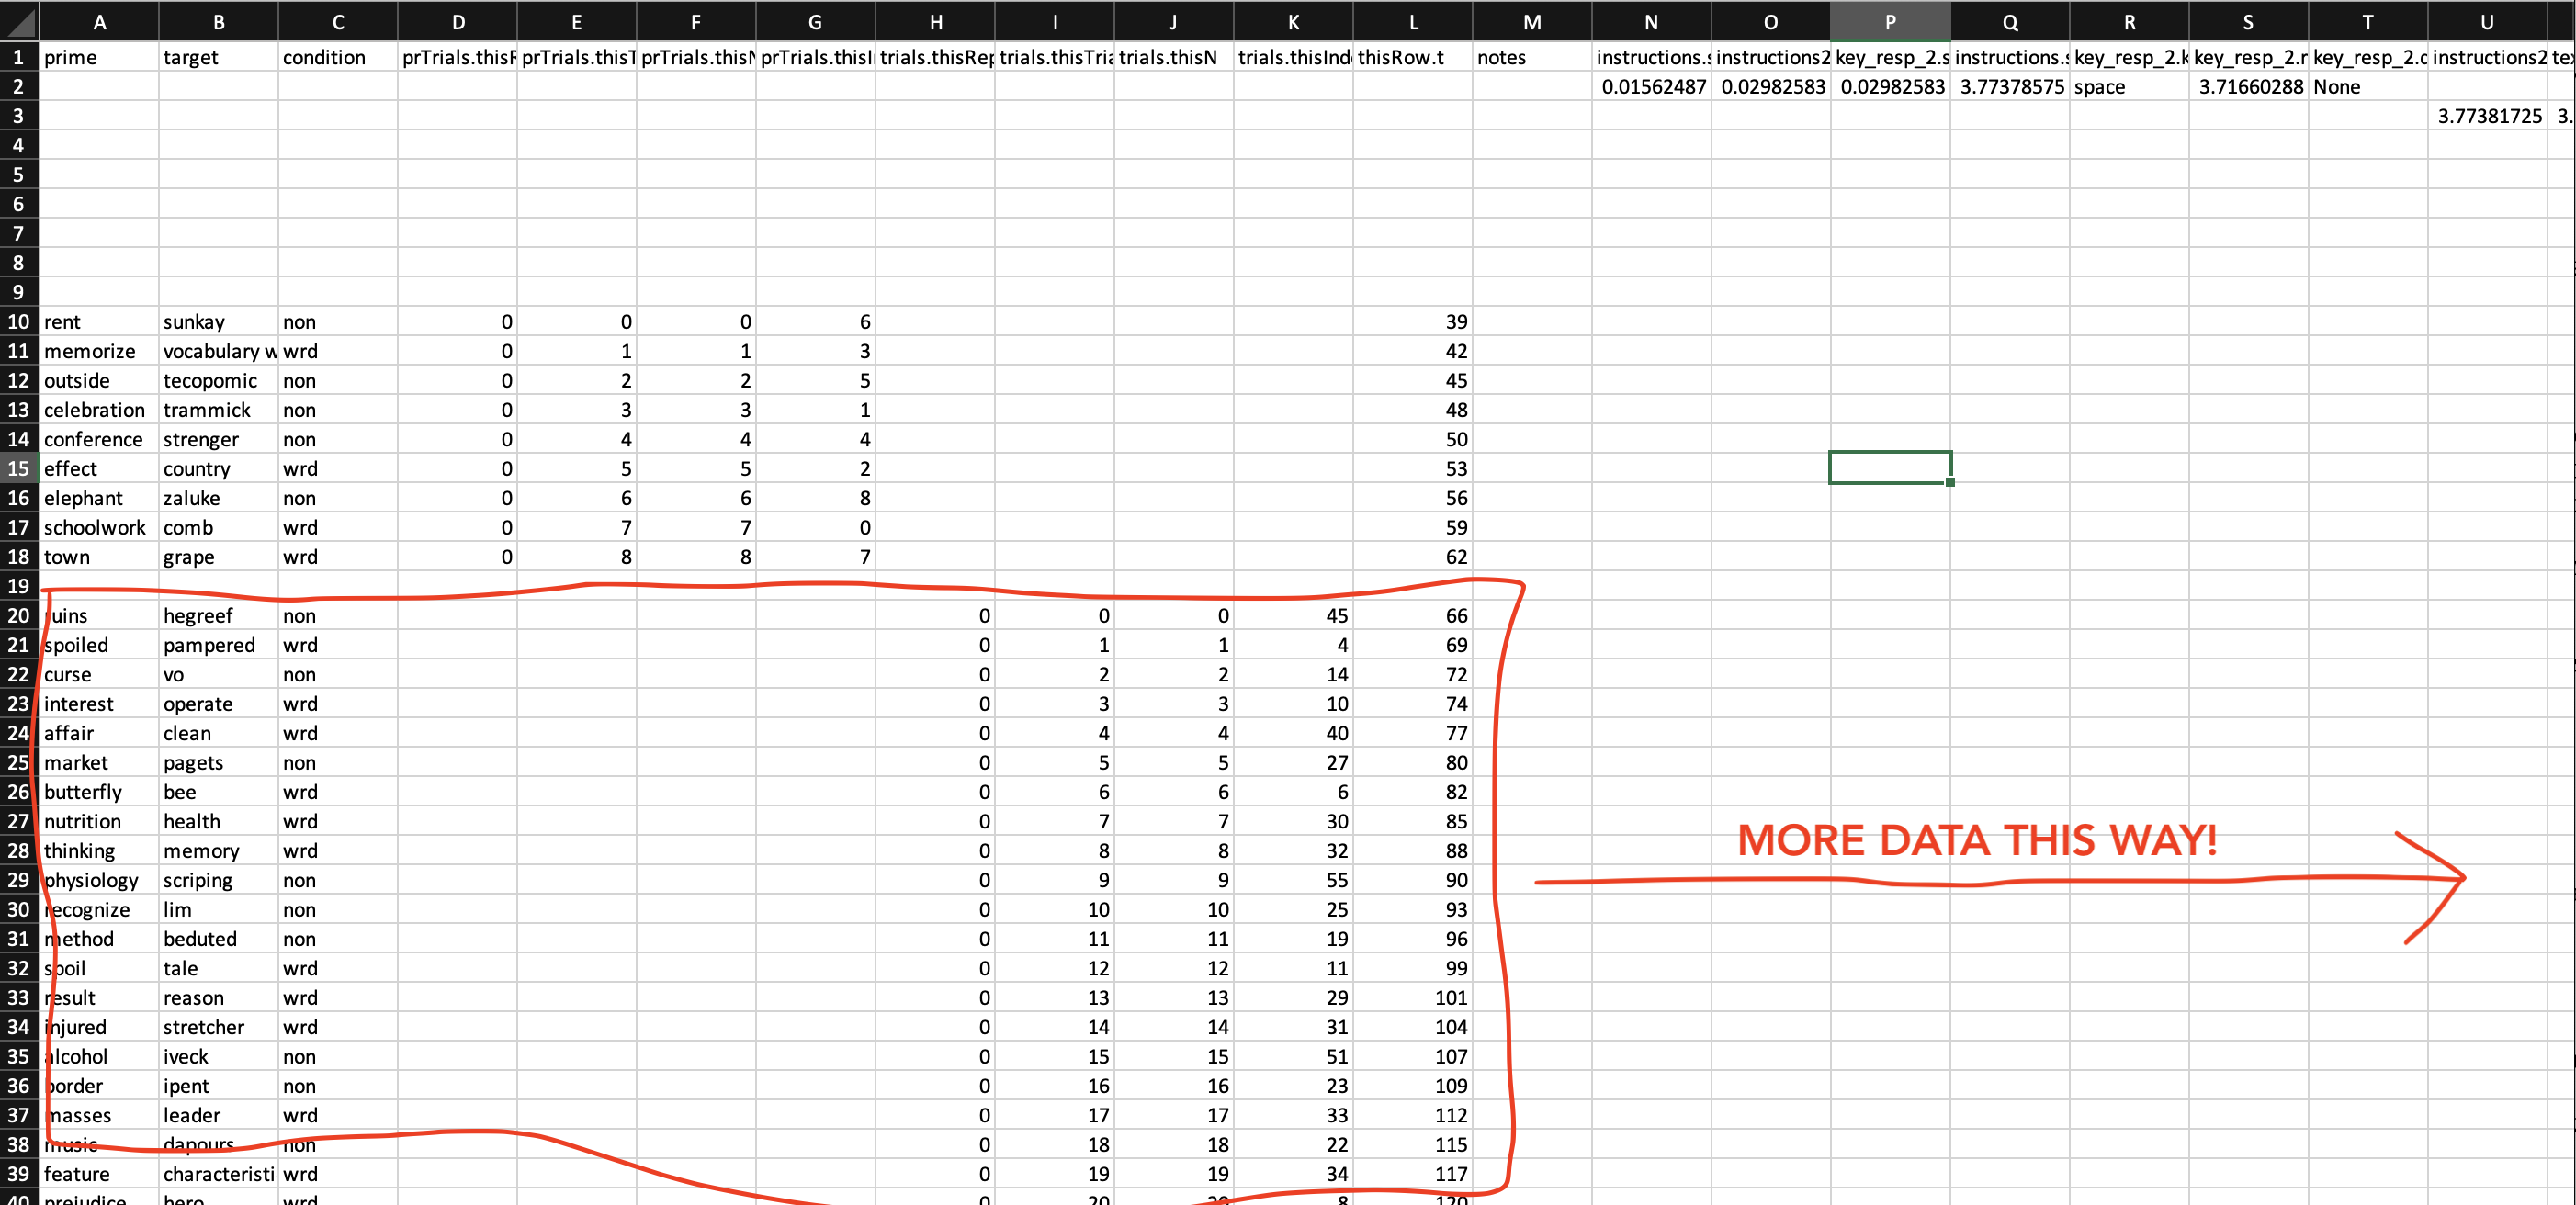 A B C D E F G H I J K L M N O P Q R S T U
1 prime target condition prTrials.thisR prTrials.thisT prTrials.thisN prTrials.thisI trials.thisRep trials.thisTria trials.thisN trials.thisInd thisRow.t notes instructions.s instructions2 key_resp_2.s instructions.s key_resp_2.k key_resp_2.r key_resp_2.d instructions2 te
2 0.01562487 0.02982583 0.02982583 3.77378575 space 3.71660288 None
3 3.77381725 3.
4
5
6
7
8
9
10 rent sunkay non 0 0 0 6 39
11 memorize vocabulary w wrd 0 1 1 3 42
12 outside tecopomic non 0 2 2 5 45
13 celebration trammick non 0 3 3 1 48
14 conference strenger non 0 4 4 4 50
15 effect country wrd 0 5 5 2 53
16 elephant zaluke non 0 6 6 8 56
17 schoolwork comb wrd 0 7 7 0 59
18 town grape wrd 0 8 8 7 62
19
20 ruins hegreef non 0 0 0 45 66
21 spoiled pampered wrd 0 1 1 4 69
22 curse vo non 0 2 2 14 72
23 interest operate wrd 0 3 3 10 74
24 affair clean wrd 0 4 4 40 77
25 market pagets non 0 5 5 27 80
26 butterfly bee wrd 0 6 6 6 82
27 nutrition health wrd 0 7 7 30 85
MORE DATA THIS WAY!
28 thinking memory wrd 0 8 8 32 88
29 physiology scriping non 0 9 9 55 90
30 recognize lim non 0 10 10 25 93
31 method beduted non 0 11 11 19 96
32 spoil tale wrd 0 12 12 11 99
33 result reason wrd 0 13 13 29 101
34 injured stretcher wrd 0 14 14 31 104
35 alcohol iveck non 0 15 15 51 107
36 border ipent non 0 16 16 23 109
37 masses leader wrd 0 17 17 33 112
38 music dapours non 0 18 18 22 115
39 feature characteristi wrd 0 19 19 34 117
40 prejudice hero wrd 0 20 20 8 120